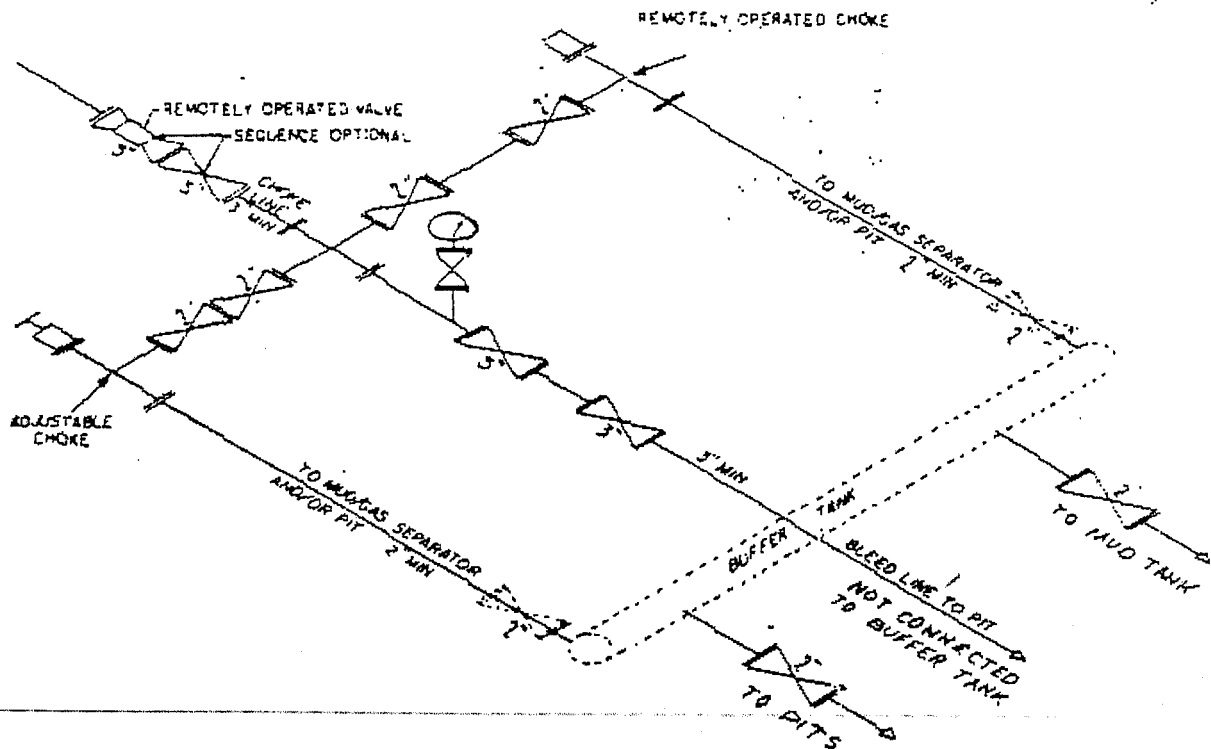 REMOTELY OPERATED CHOKE
REMOTELY OPERATED VALVE
SEQUENCE OPTIONAL
3"
3"
CHOKE
LINE
3 MIN
2"
2"
2"
2"
ADJUSTABLE
CHOKE
TO MUD/GAS SEPARATOR
AND/OR PIT 2" MIN
2"
3"
3"
3" MIN
TO MUD/GAS SEPARATOR
AND/OR PIT 2" MIN
2"
BUFFER TANK
BLEED LINE TO PIT
NOT CONNECTED
TO BUFFER TANK
2"
TO MUD TANK
2"
TO PITS